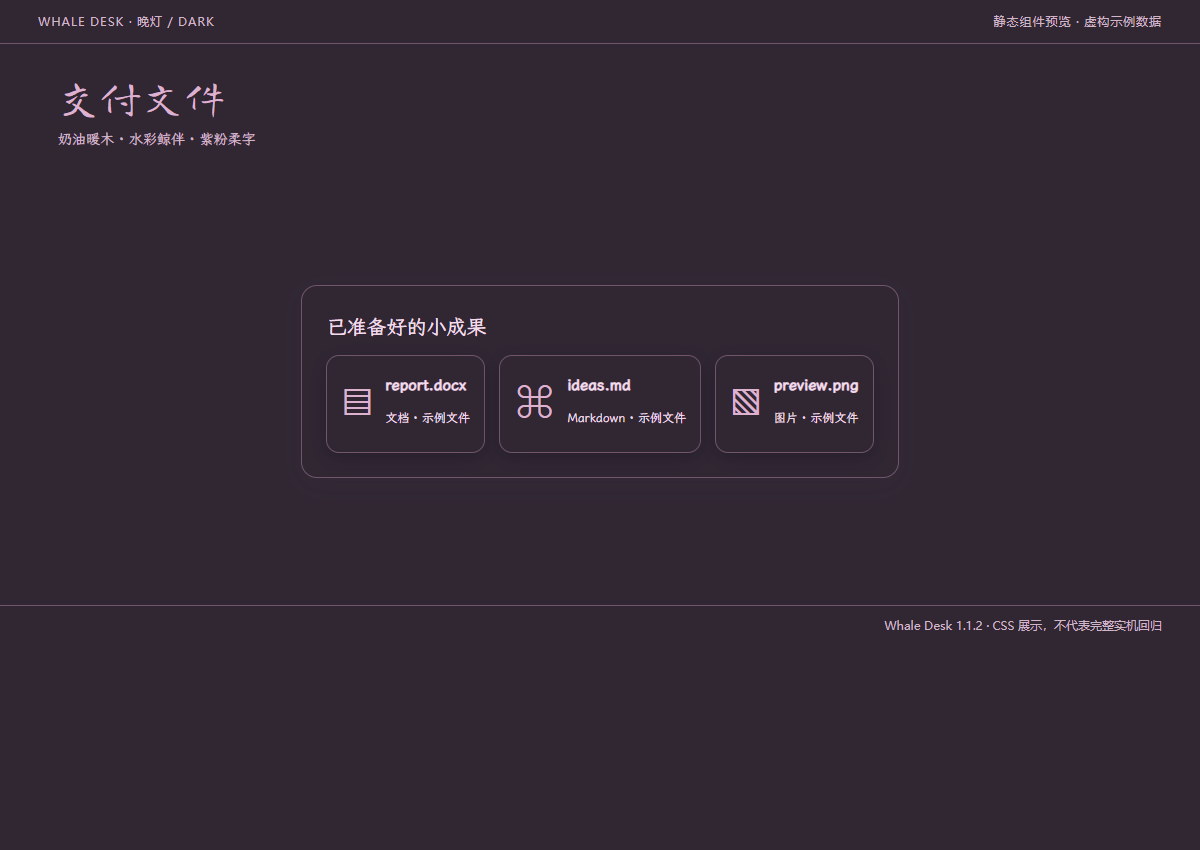 WHALE DESK · 晚灯 / DARK
静态组件预览 · 虚构示例数据
交付文件
奶油暖木 · 水彩鲸伴 · 紫粉柔字
已准备好的小成果
report.docx
文档 · 示例文件
ideas.md
Markdown · 示例文件
preview.png
图片 · 示例文件
Whale Desk 1.1.2 · CSS 展示，不代表完整实机回归